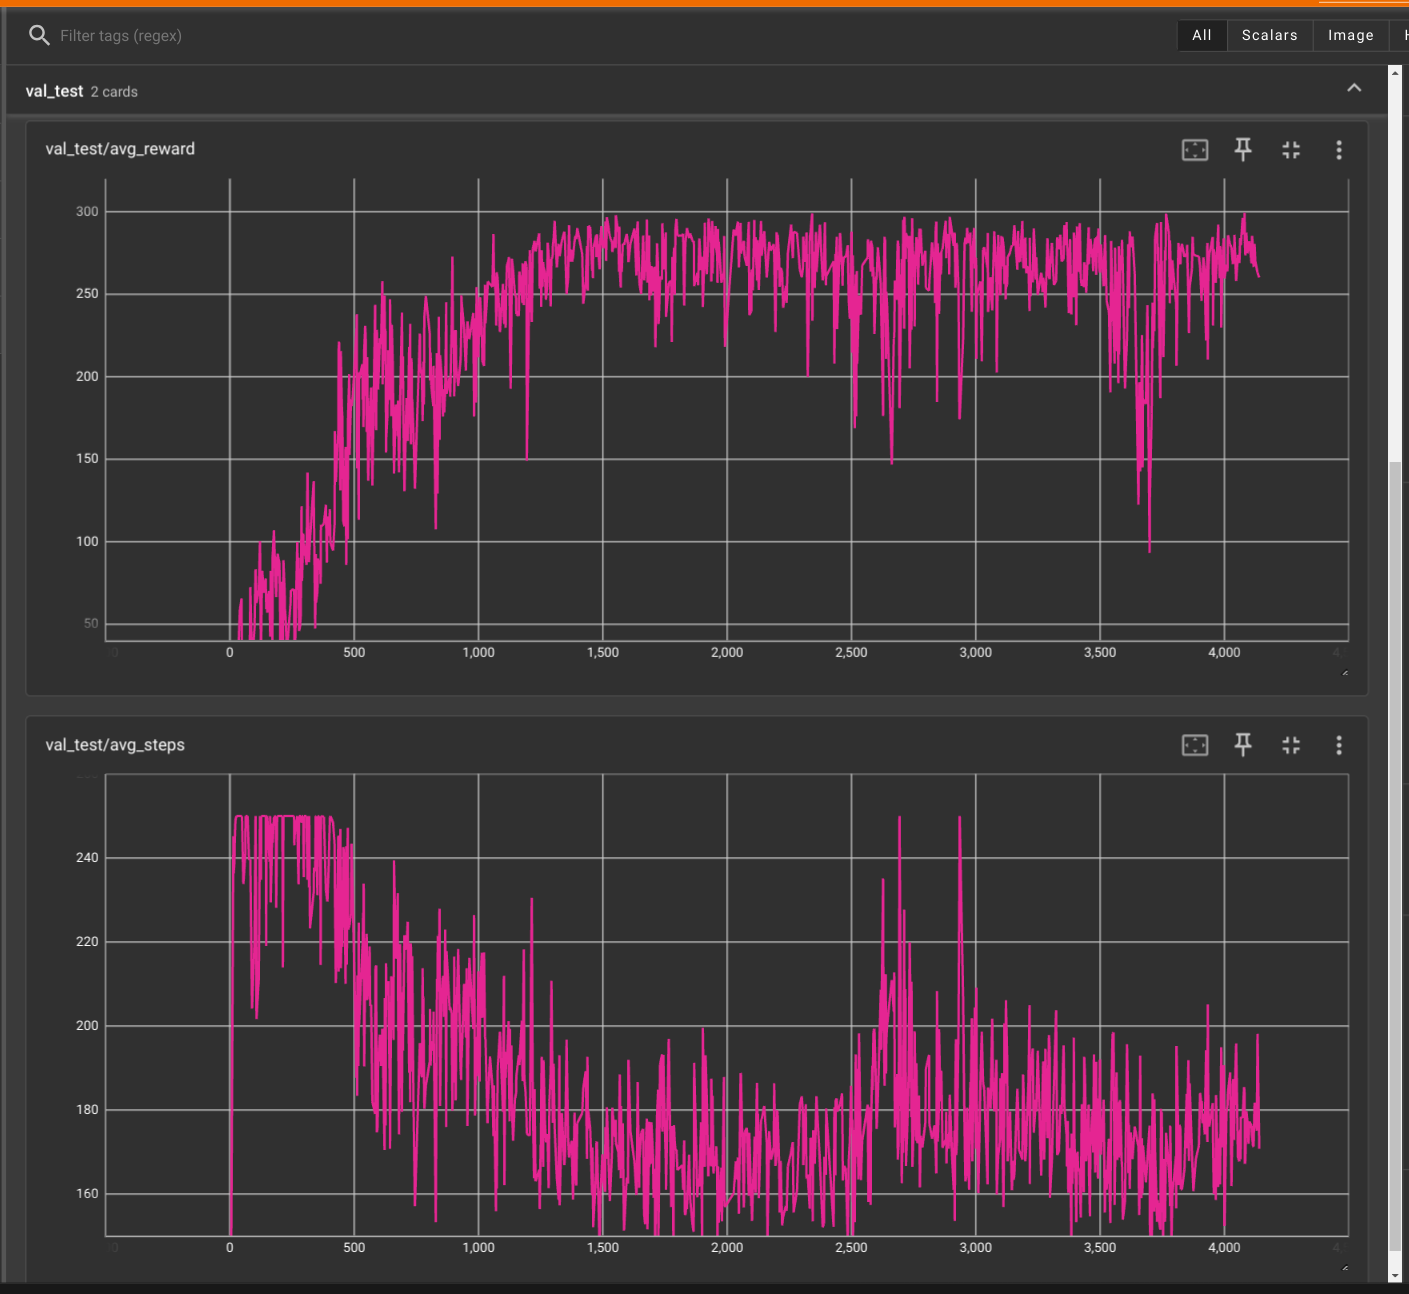 Filter tags (regex)
All Scalars Image
val_test 2 cards
val_test/avg_reward
300
250
200
150
100
50
0 500 1,000 1,500 2,000 2,500 3,000 3,500 4,000
val_test/avg_steps
240
220
200
180
160
0 500 1,000 1,500 2,000 2,500 3,000 3,500 4,000